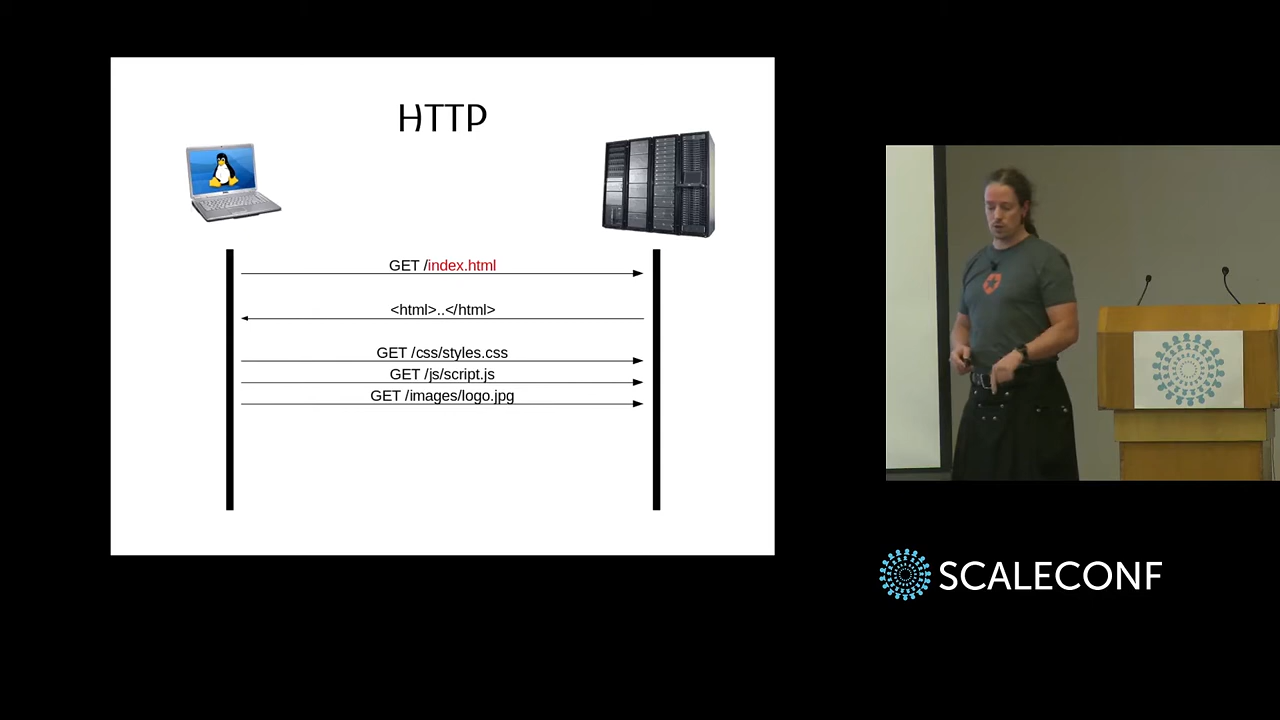 HTTP
GET /index.html
<html>..</html>
GET /css/styles.css
GET /js/script.js
GET /images/logo.jpg
SCALECONF